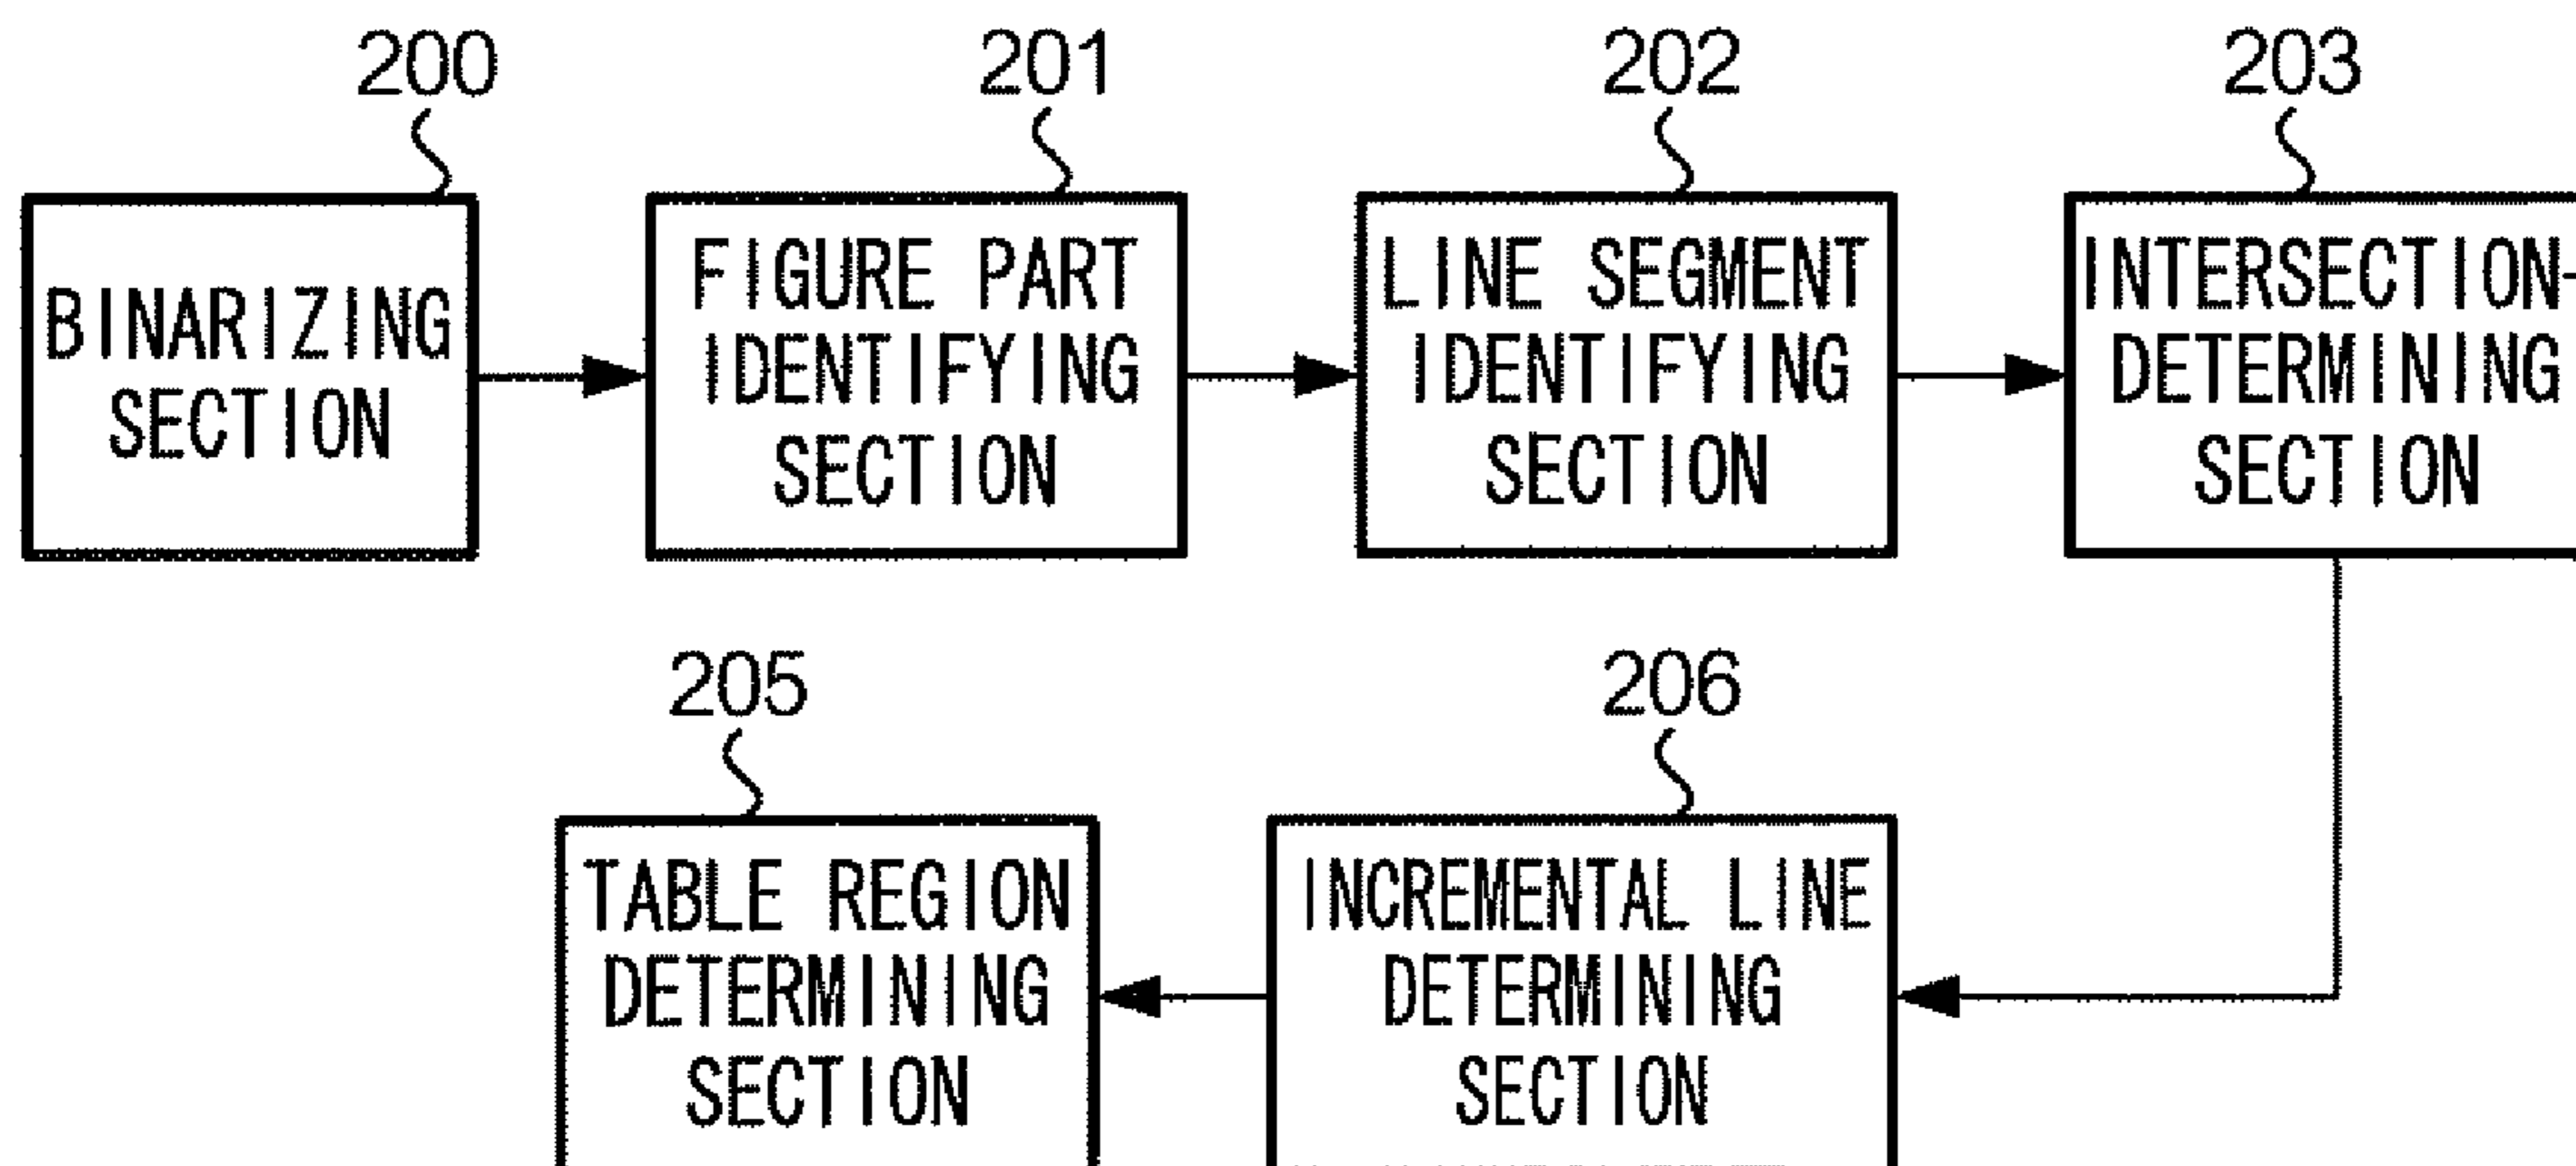 200
201
202
203
BINARIZING
SECTION
FIGURE PART
IDENTIFYING
SECTION
LINE SEGMENT
IDENTIFYING
SECTION
INTERSECTION-
DETERMINING
SECTION
205
206
TABLE REGION
DETERMINING
SECTION
INCREMENTAL LINE
DETERMINING
SECTION